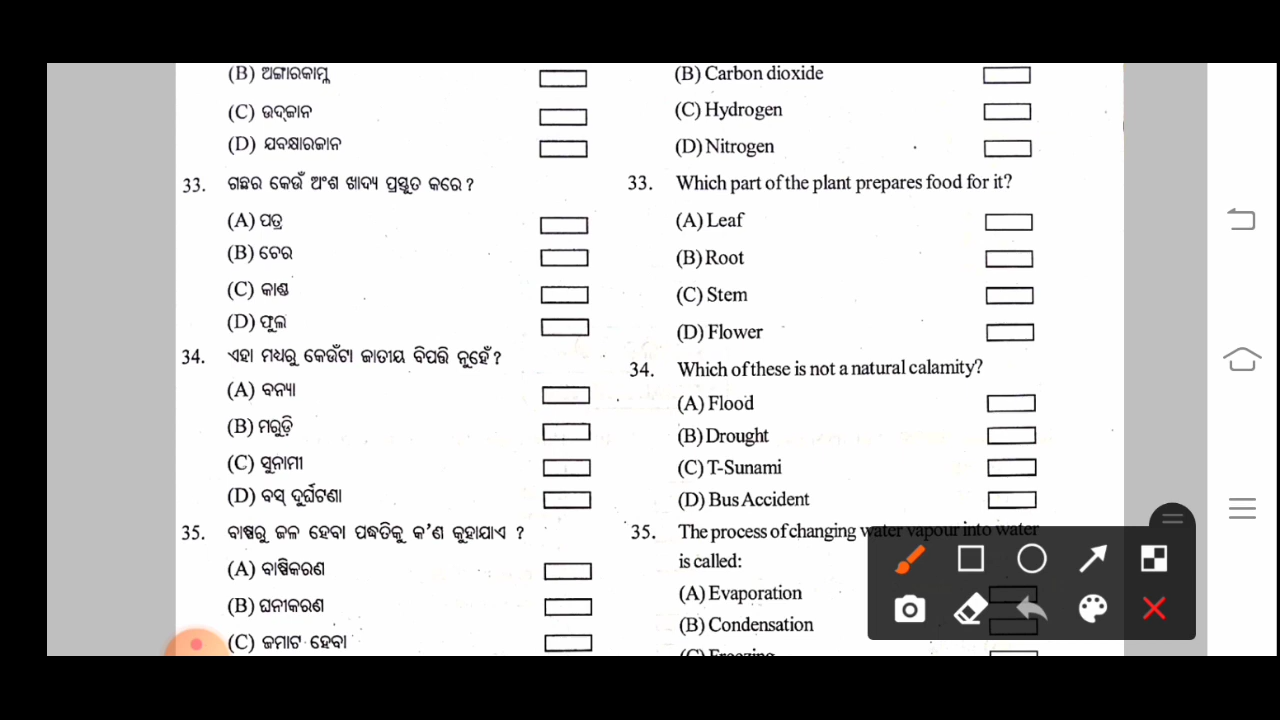 (B) ଅଙ୍ଗାରକାମ୍ଳ
(C) ଉଦ୍‌ଜାନ
(D) ଯବକ୍ଷାରଜାନ
33. ଗଛର କେଉଁ ଅଂଶ ଖାଦ୍ୟ ପ୍ରସ୍ତୁତ କରେ ?
(A) ପତ୍ର
(B) ଚେର
(C) କାଣ୍ଡ
(D) ଫୁଲ
34. ଏହା ମଧ୍ୟରୁ କେଉଁଟା ଜାତୀୟ ବିପତ୍ତି ନୁହେଁ ?
(A) ବନ୍ୟା
(B) ମରୁଡ଼ି
(C) ସୁନାମୀ
(D) ବସ୍ ଦୁର୍ଘଟଣା
35. ବାଷ୍ପରୁ ଜଳ ହେବା ପଦ୍ଧତିକୁ କ'ଣ କୁହାଯାଏ ?
(A) ବାଷ୍ପିକରଣ
(B) ଘନୀକରଣ
(C) ଜମାଟ ହେବା
(B) Carbon dioxide
(C) Hydrogen
(D) Nitrogen
33. Which part of the plant prepares food for it?
(A) Leaf
(B) Root
(C) Stem
(D) Flower
34. Which of these is not a natural calamity?
(A) Flood
(B) Drought
(C) T-Sunami
(D) Bus Accident
35. The process of changing water vapour into water
is called:
(A) Evaporation
(B) Condensation
(C) Freezing